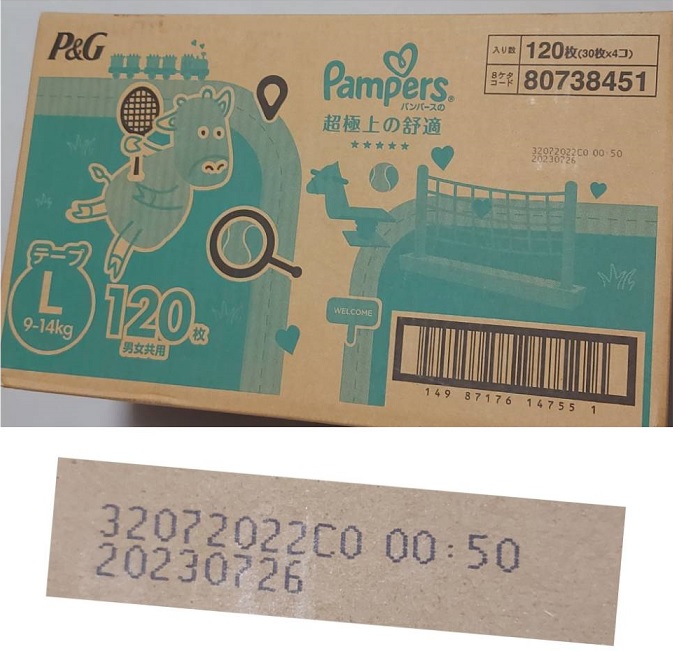 P&G
Pampers®
パンパースの
超極上の舒適
★★★★★
入り数 120枚(30枚×4コ)
8ケタコード 80738451
32072022C0 00:50
20230726
テープ
L
9-14kg
120枚
男女共用
WELCOME
149 87176 14755 1
32072022C0 00:50
20230726